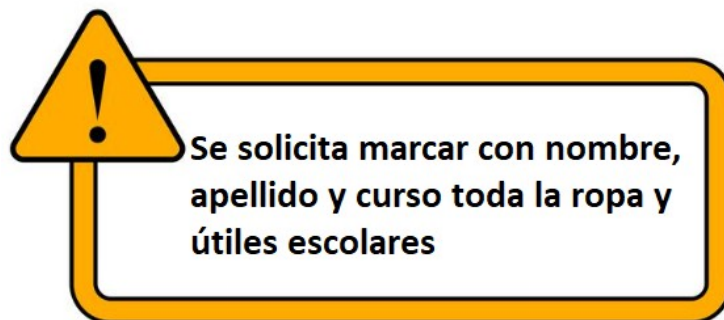 Se solicita marcar con nombre,
apellido y curso toda la ropa y
útiles escolares